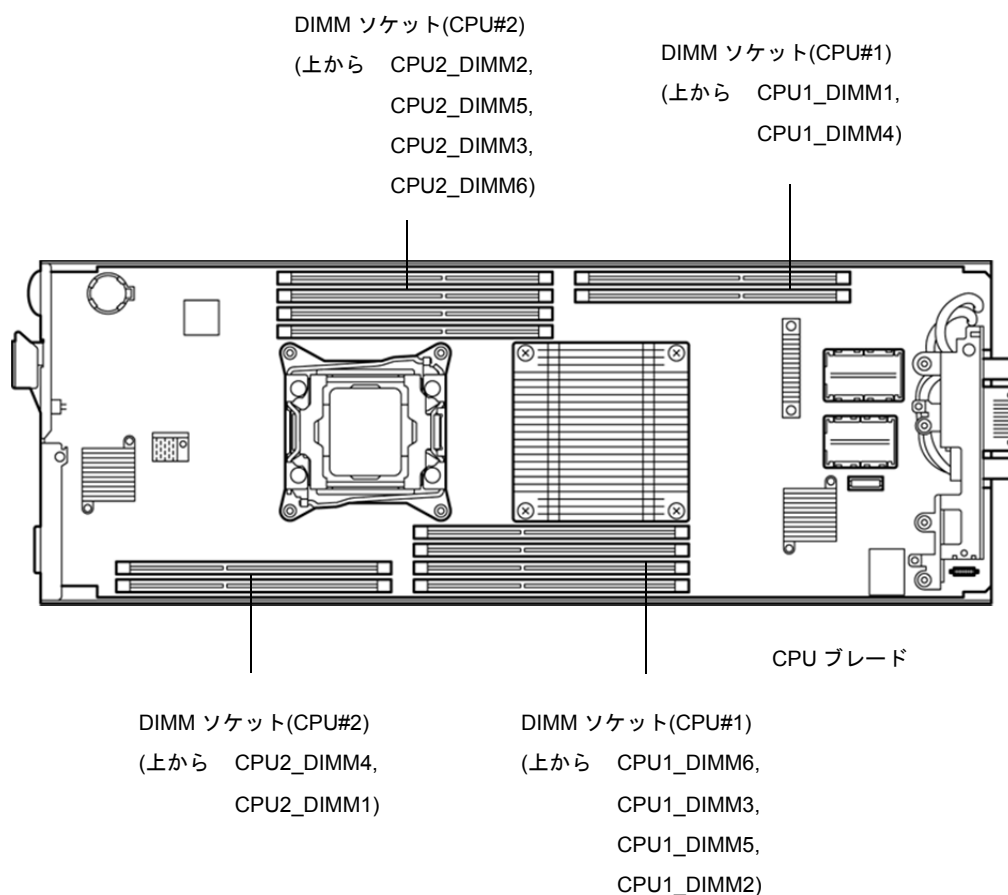 DIMM ソケット(CPU#2)
(上から CPU2_DIMM2,
CPU2_DIMM5,
CPU2_DIMM3,
CPU2_DIMM6)
DIMM ソケット(CPU#1)
(上から CPU1_DIMM1,
CPU1_DIMM4)
CPU ブレード
DIMM ソケット(CPU#2)
(上から CPU2_DIMM4,
CPU2_DIMM1)
DIMM ソケット(CPU#1)
(上から CPU1_DIMM6,
CPU1_DIMM3,
CPU1_DIMM5,
CPU1_DIMM2)